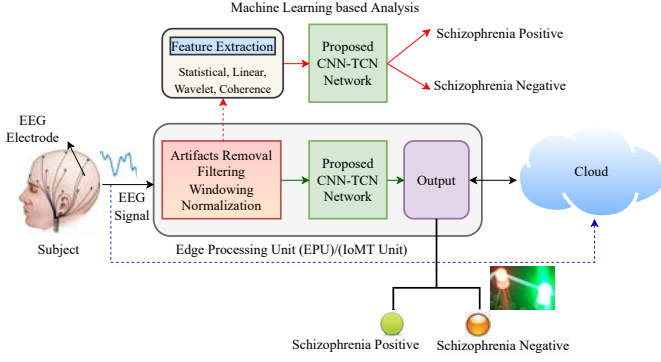 Machine Learning based Analysis
Feature Extraction
Statistical, Linear,
Wavelet, Coherence
Proposed
CNN-TCN
Network
Schizophrenia Positive
Schizophrenia Negative
EEG
Electrode
EEG
Signal
Subject
Artifacts Removal
Filtering
Windowing
Normalization
Proposed
CNN-TCN
Network
Output
Cloud
Edge Processing Unit (EPU)/(IoMT Unit)
Schizophrenia Positive
Schizophrenia Negative